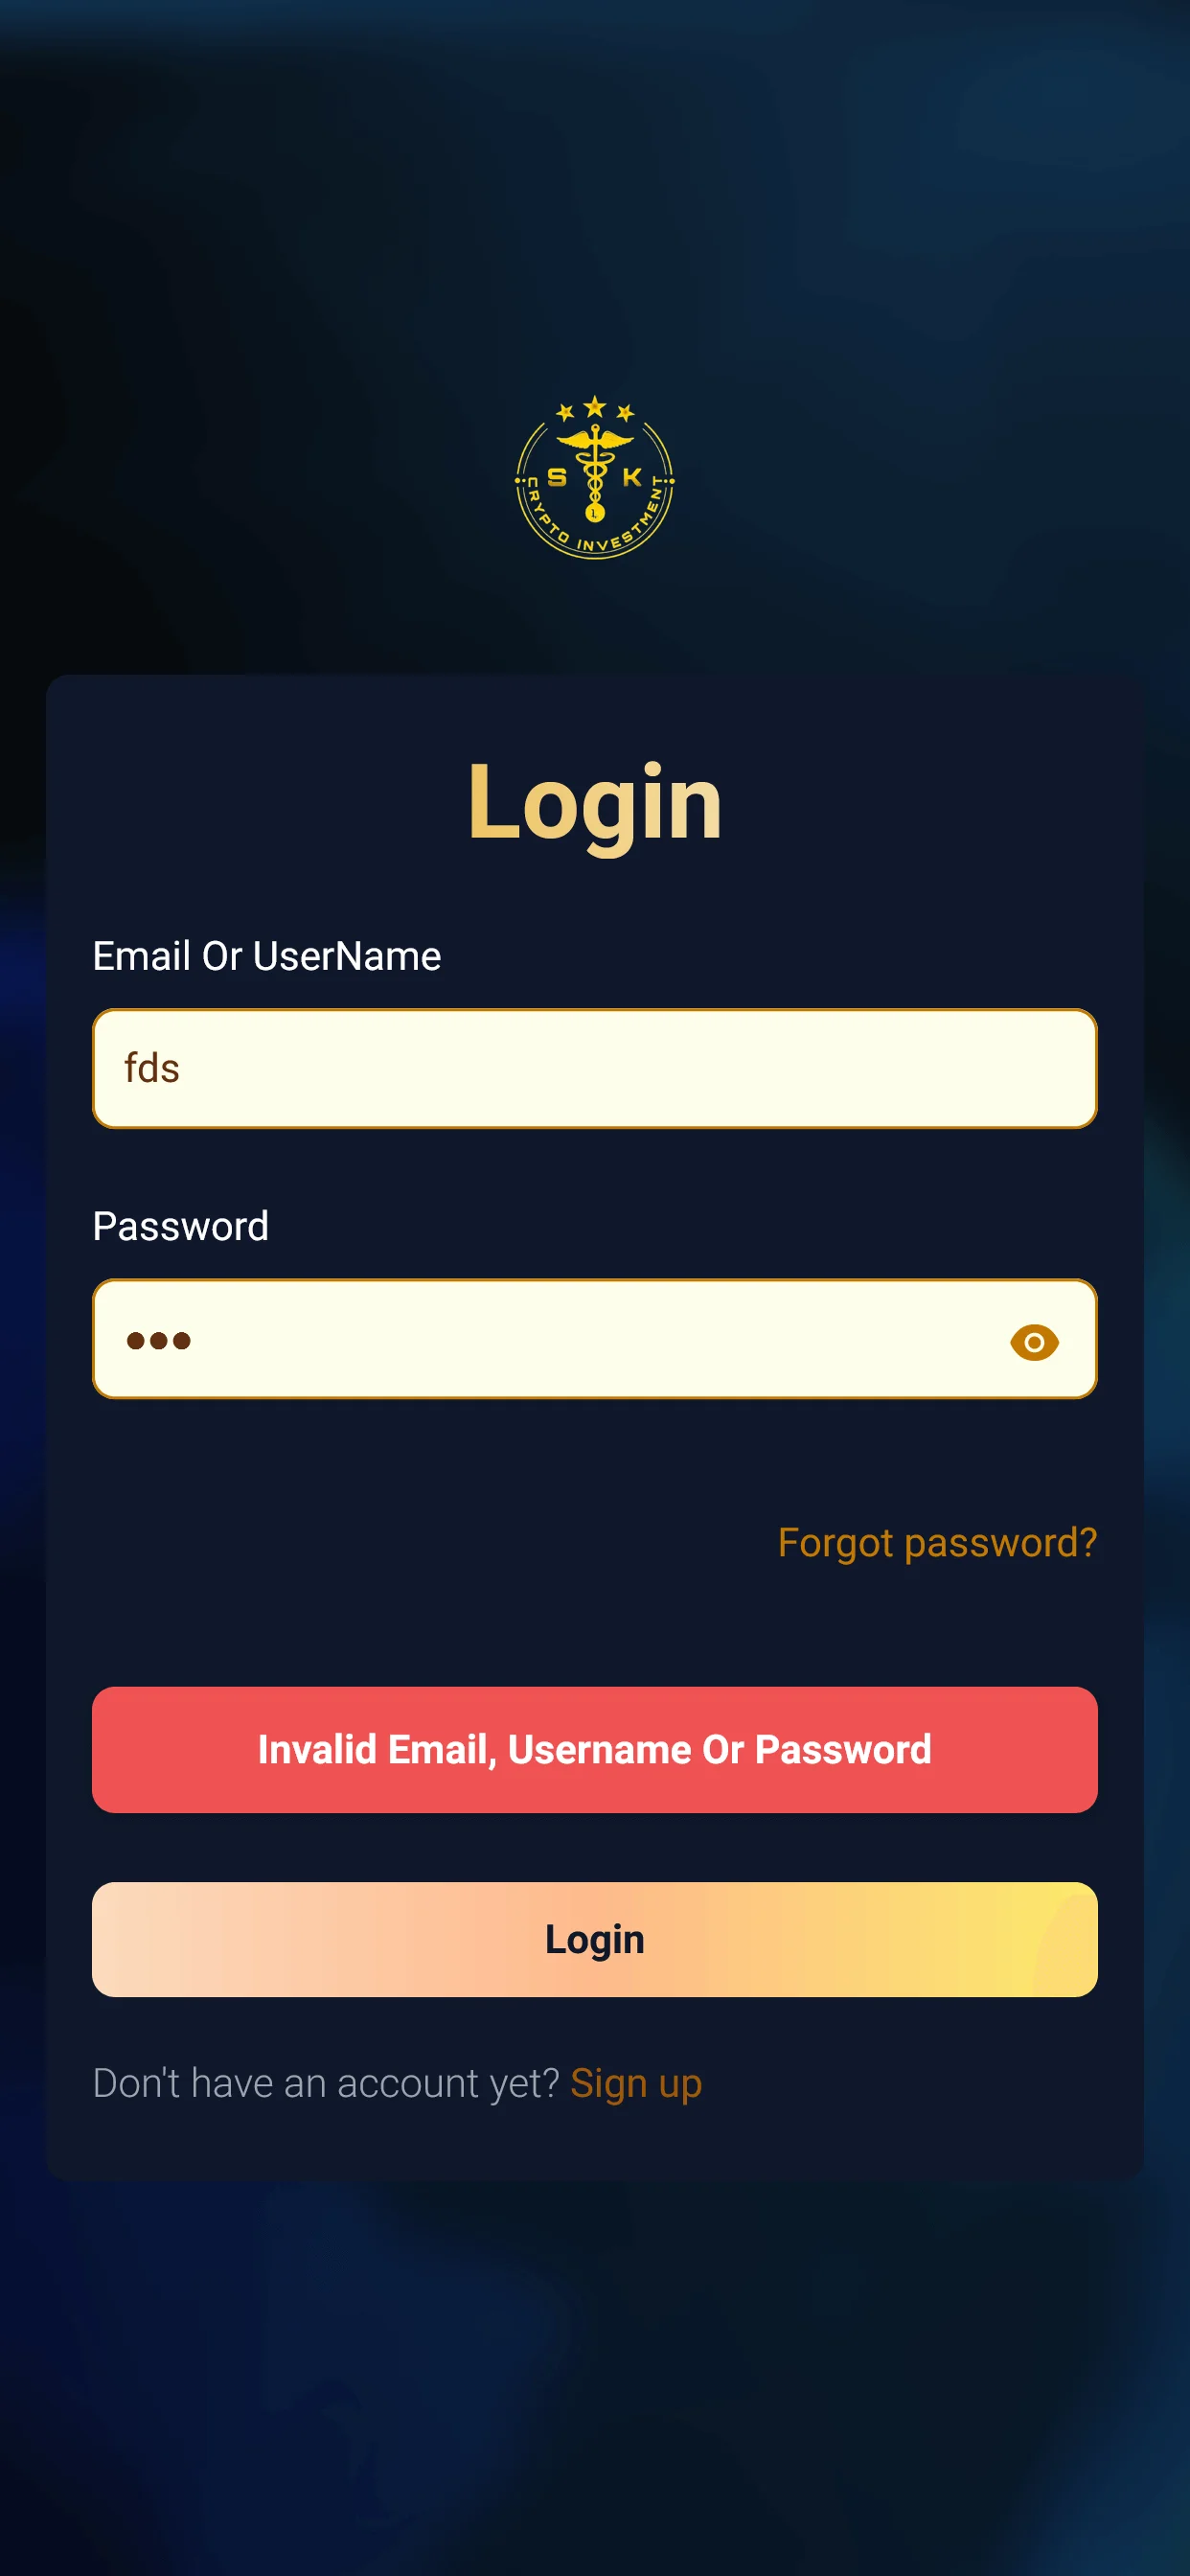 S K
CRYPTO INVESTMENT
Login
Email Or UserName
fds
Password
Forgot password?
Invalid Email, Username Or Password
Login
Don't have an account yet? Sign up